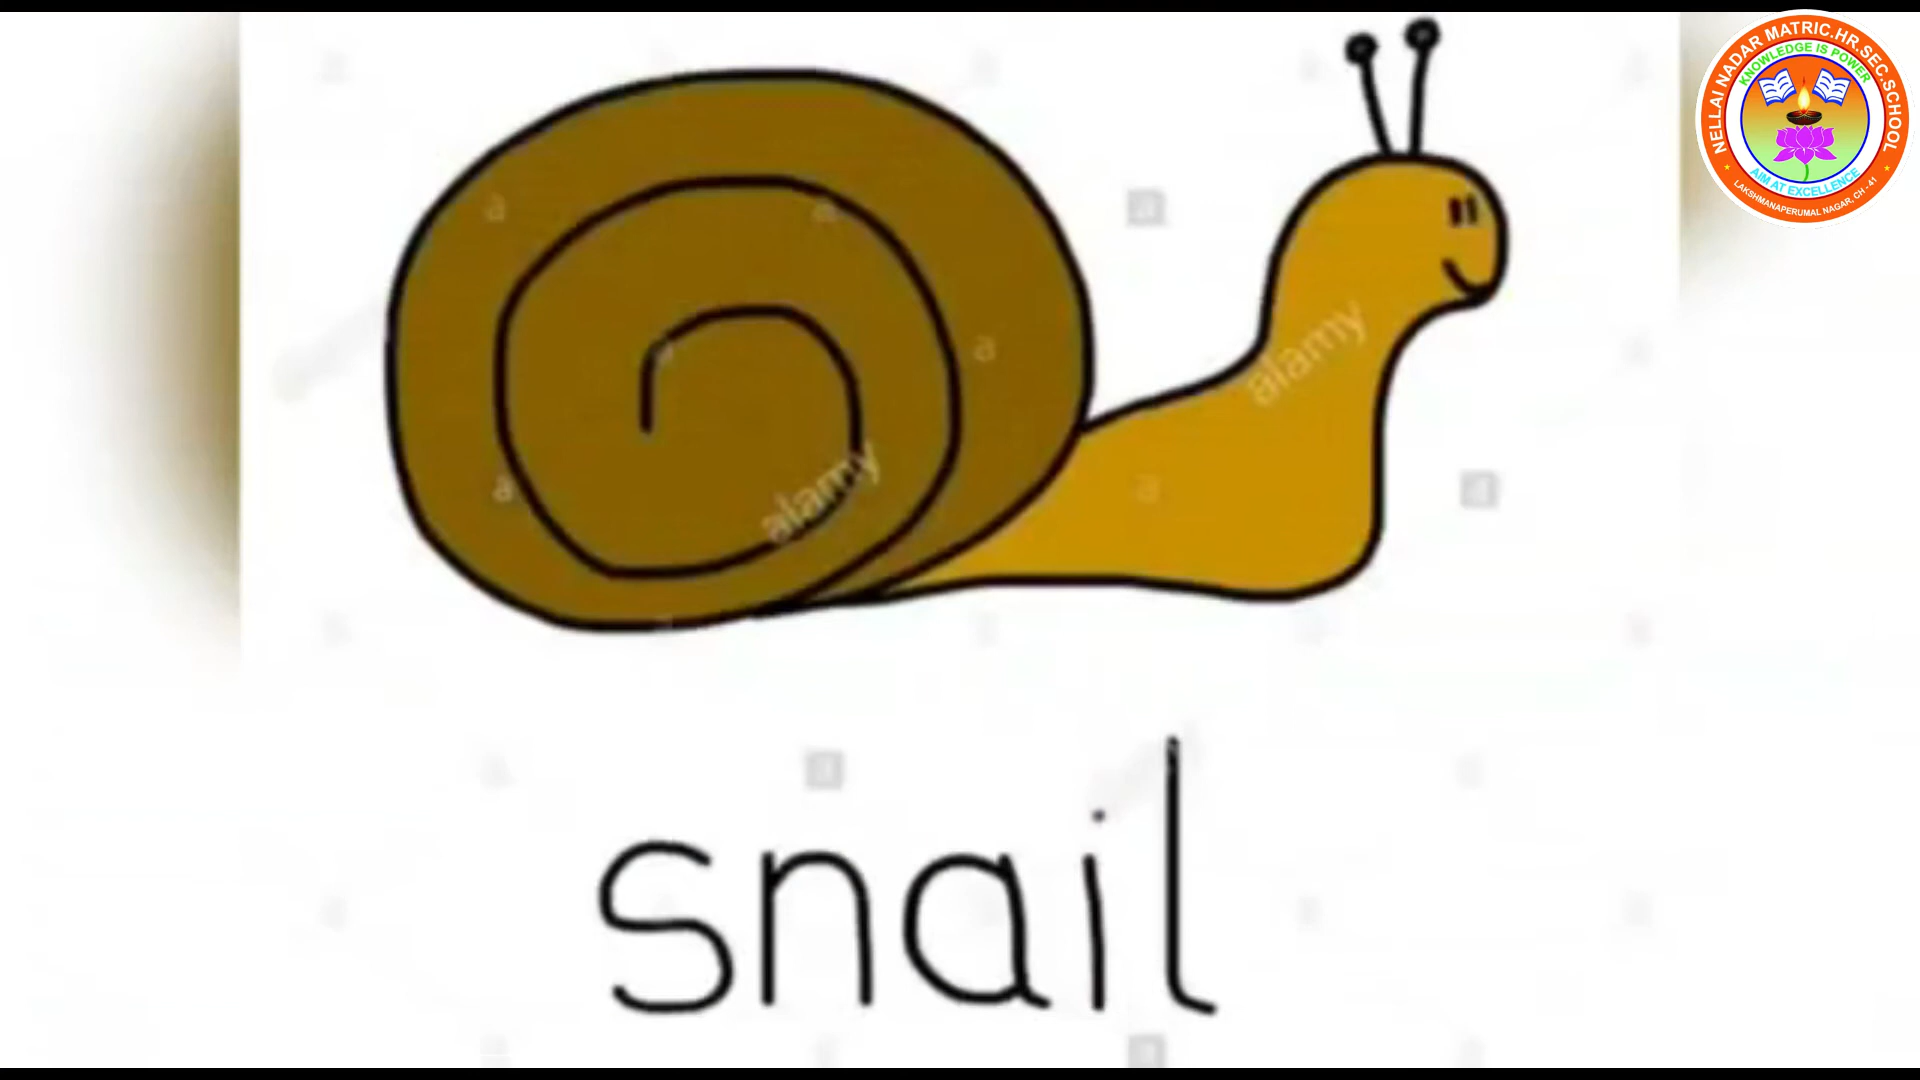 NELLAI NADAR MATRIC.HR.SEC.SCHOOL
KNOWLEDGE IS POWER
AIM AT EXCELLENCE
LAKSHMANAPERUMAL NAGAR, CH - 41
alamy
alamy
snail